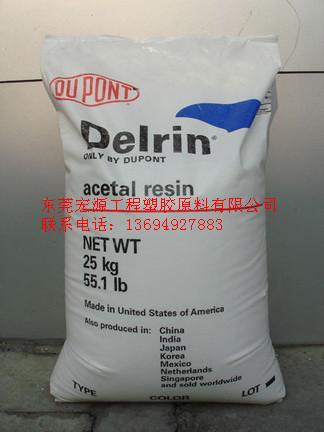 DU PONT
Delrin®
ONLY BY DUPONT
acetal resin
东莞宏源工程塑胶原料有限公司
联系电话：13694927883
NET WT
25 kg
55.1 lb
Made in United States of America
Also produced in: China
India
Japan
Korea
Mexico
Netherlands
Singapore
and sold worldwide
TYPE
COLOR
LOT